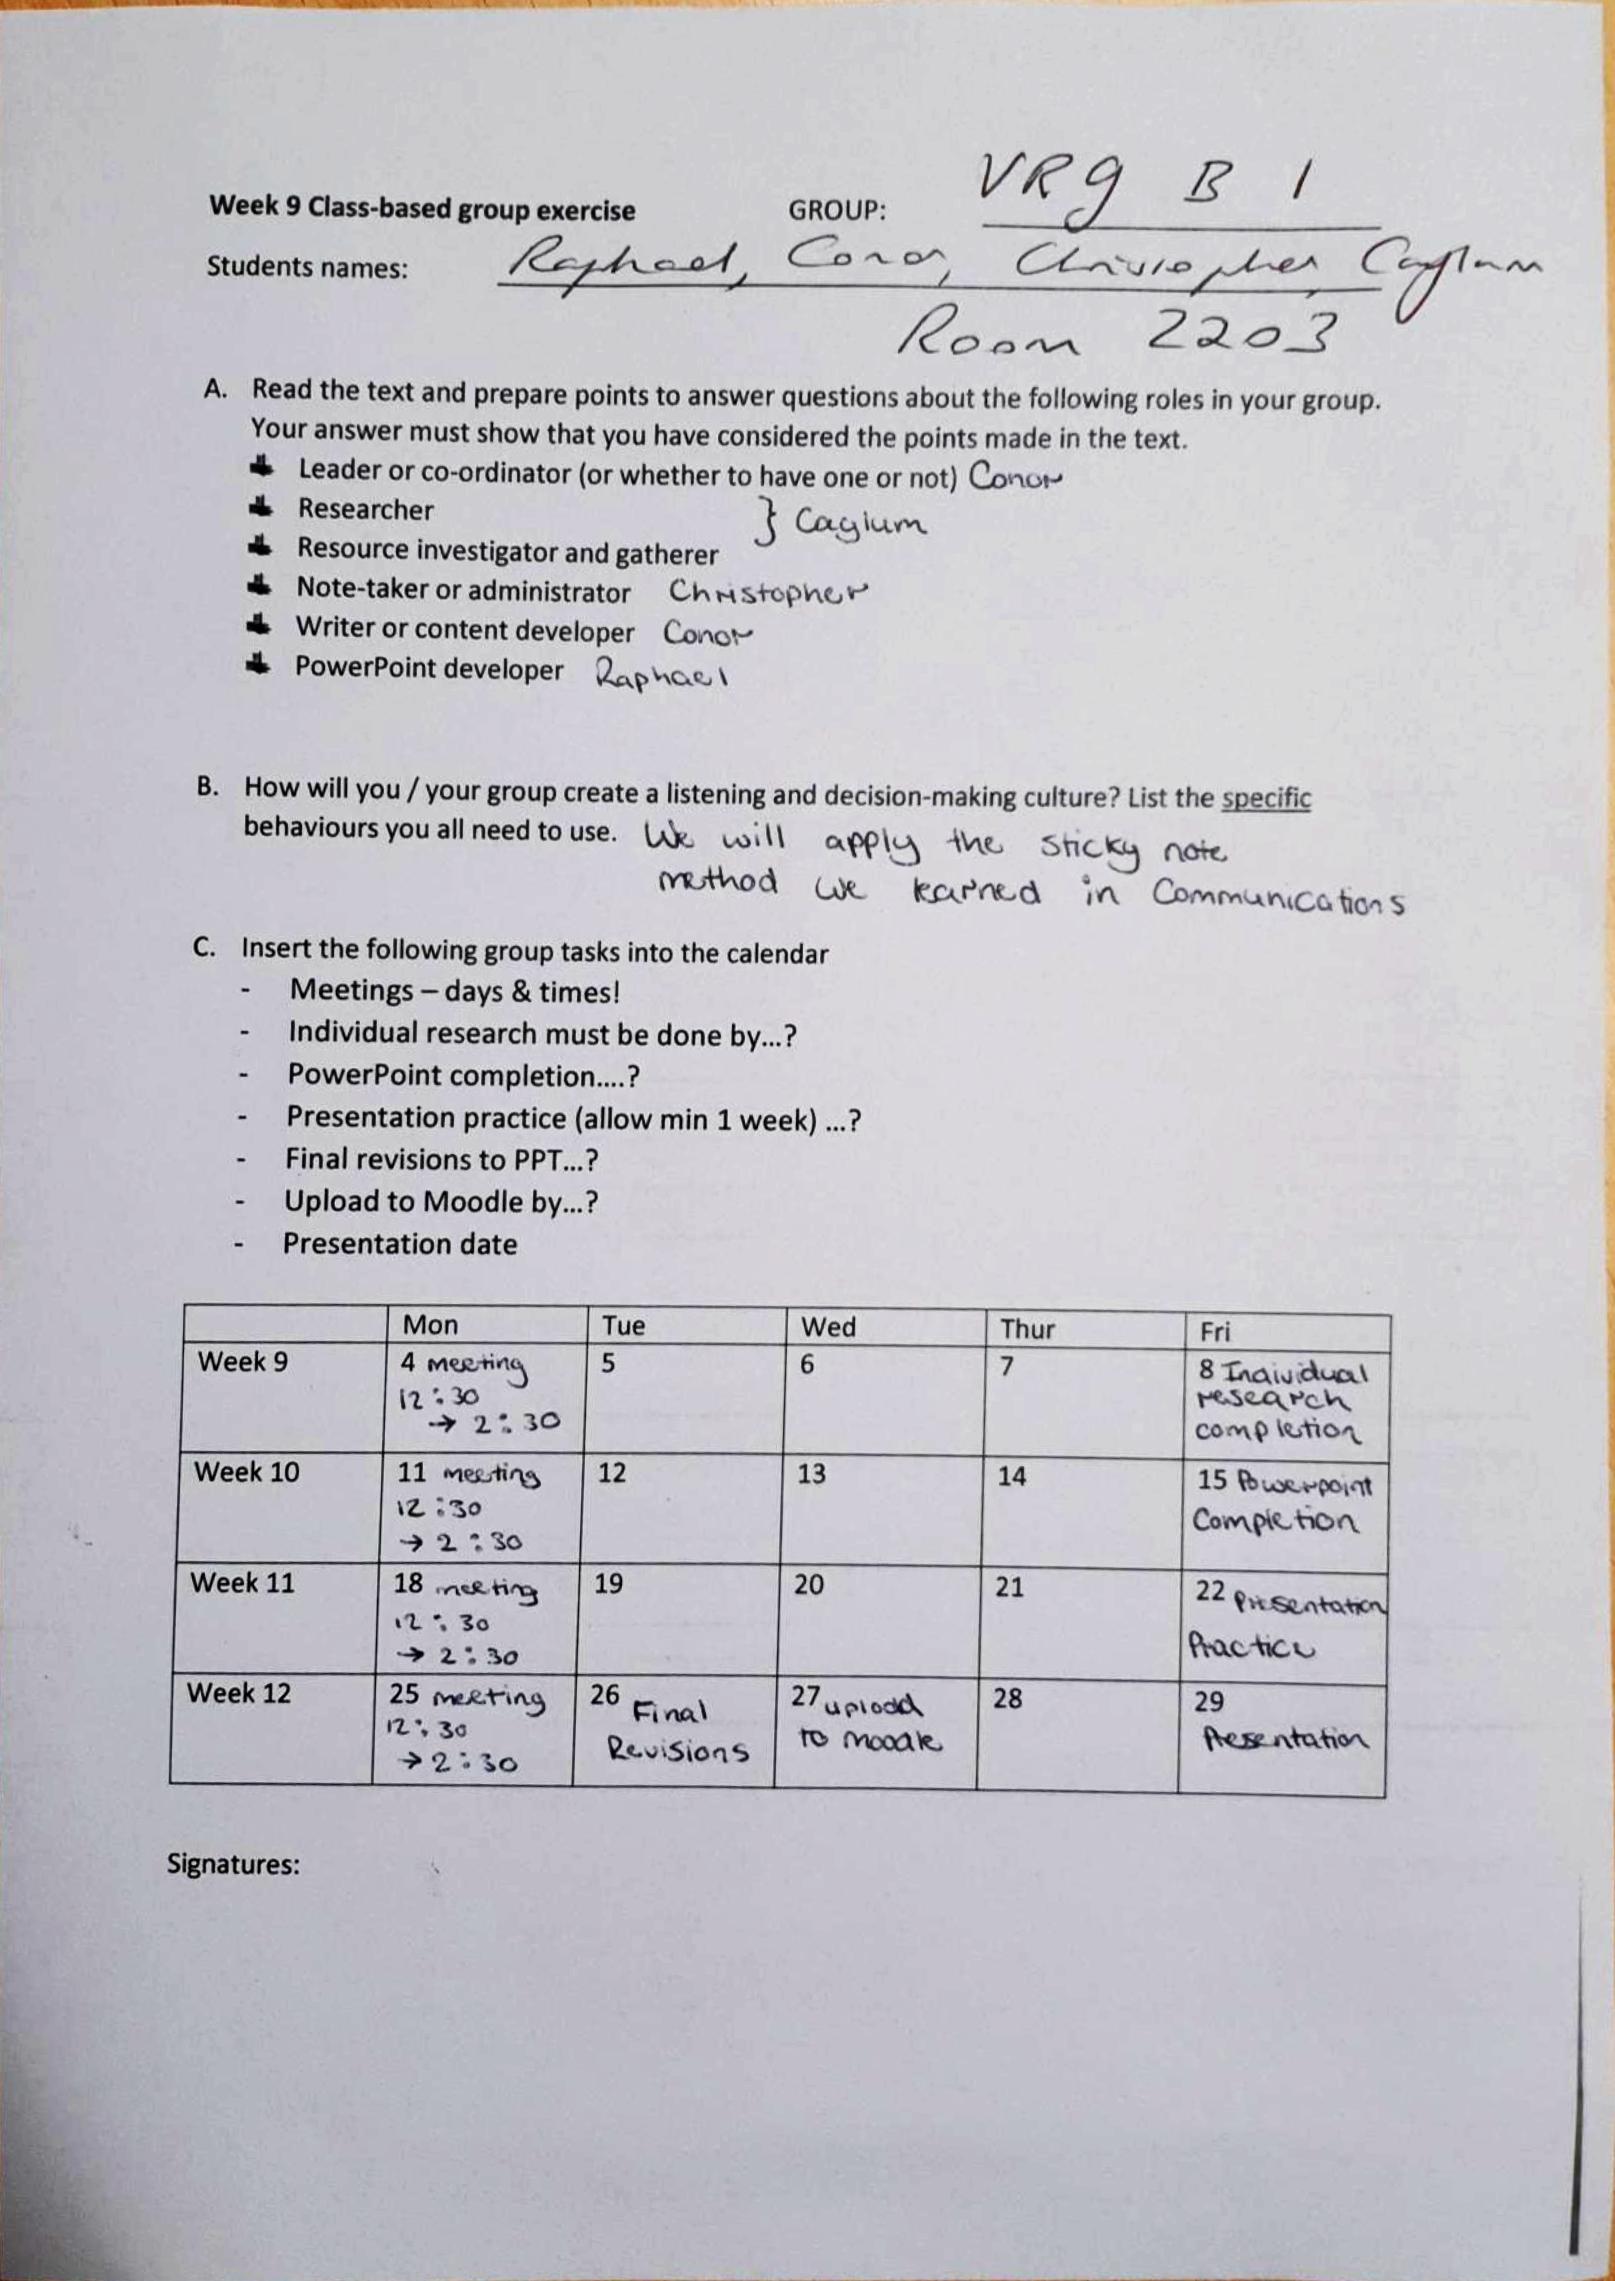 VRg B 1
Week 9 Class-based group exercise GROUP:
Students names: Raphael, Conor, Christopher Caglum
Room 2203
A. Read the text and prepare points to answer questions about the following roles in your group.
Your answer must show that you have considered the points made in the text.
Leader or co-ordinator (or whether to have one or not) Conor
Researcher
} Caglum
Resource investigator and gatherer
Note-taker or administrator Christopher
Writer or content developer Conor
PowerPoint developer Raphael
B. How will you / your group create a listening and decision-making culture? List the specific
behaviours you all need to use. We will apply the sticky note
method we learned in Communications
C. Insert the following group tasks into the calendar
- Meetings – days & times!
- Individual research must be done by...?
- PowerPoint completion....?
- Presentation practice (allow min 1 week) ...?
- Final revisions to PPT...?
- Upload to Moodle by...?
- Presentation date
Mon Tue Wed Thur Fri
Week 9 4 meeting 5 6 7 8 Individual
12:30 research
→ 2:30 completion
Week 10 11 meeting 12 13 14 15 Powerpoint
12:30 Completion
→ 2:30
Week 11 18 meeting 19 20 21 22 Presentation
12:30 Practice
→ 2:30
Week 12 25 meeting 26 Final 27 upload 28 29
12:30 Revisions to moodle Presentation
→ 2:30
Signatures: